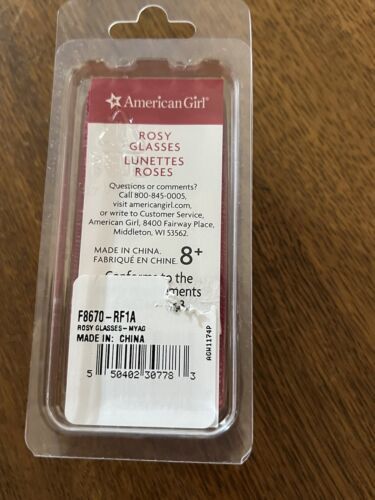 American Girl®
ROSY
GLASSES
LUNETTES
ROSES
Questions or comments?
Call 800-845-0005,
visit americangirl.com,
or write to Customer Service,
American Girl, 8400 Fairway Place,
Middleton, WI 53562.
MADE IN CHINA. 8+
FABRIQUÉ EN CHINE.
Conforms to the
F8670-RF1A
ROSY GLASSES-MYAG
MADE IN: CHINA
5 50402 30778 3
AGW1174P